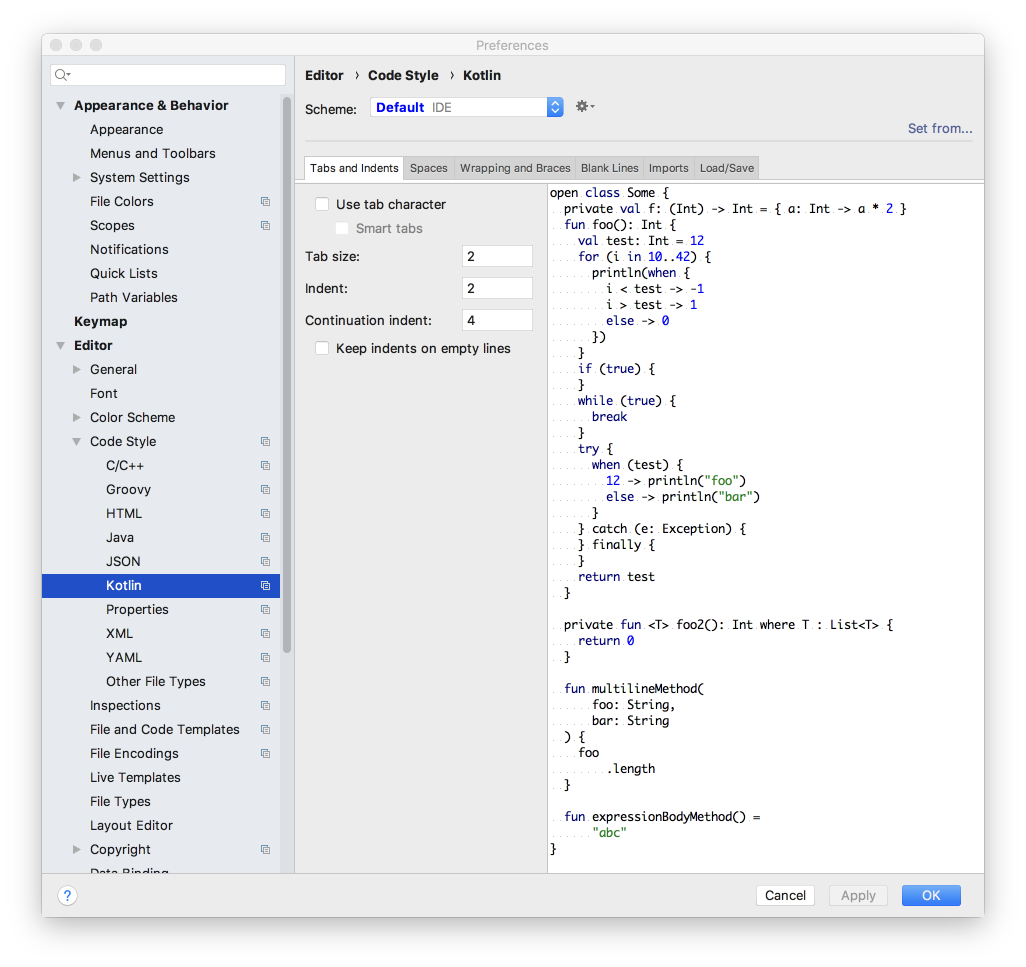 Preferences
Appearance & Behavior
Appearance
Menus and Toolbars
System Settings
File Colors
Scopes
Notifications
Quick Lists
Path Variables
Keymap
Editor
General
Font
Color Scheme
Code Style
C/C++
Groovy
HTML
Java
JSON
Kotlin
Properties
XML
YAML
Other File Types
Inspections
File and Code Templates
File Encodings
Live Templates
File Types
Layout Editor
Copyright
Data Binding
Editor › Code Style › Kotlin
Scheme: Default IDE
Set from...
Tabs and Indents Spaces Wrapping and Braces Blank Lines Imports Load/Save
Use tab character
Smart tabs
Tab size: 2
Indent: 2
Continuation indent: 4
Keep indents on empty lines
open class Some {
  private val f: (Int) -> Int = { a: Int -> a * 2 }
  fun foo(): Int {
    val test: Int = 12
    for (i in 10..42) {
      println(when {
        i < test -> -1
        i > test -> 1
        else -> 0
      })
    }
    if (true) {
    }
    while (true) {
      break
    }
    try {
      when (test) {
        12 -> println("foo")
        else -> println("bar")
      }
    } catch (e: Exception) {
    } finally {
    }
    return test
  }
  private fun <T> foo2(): Int where T : List<T> {
    return 0
  }
  fun multilineMethod(
      foo: String,
      bar: String
  ) {
    foo
        .length
  }
  fun expressionBodyMethod() =
      "abc"
}
? Cancel Apply OK